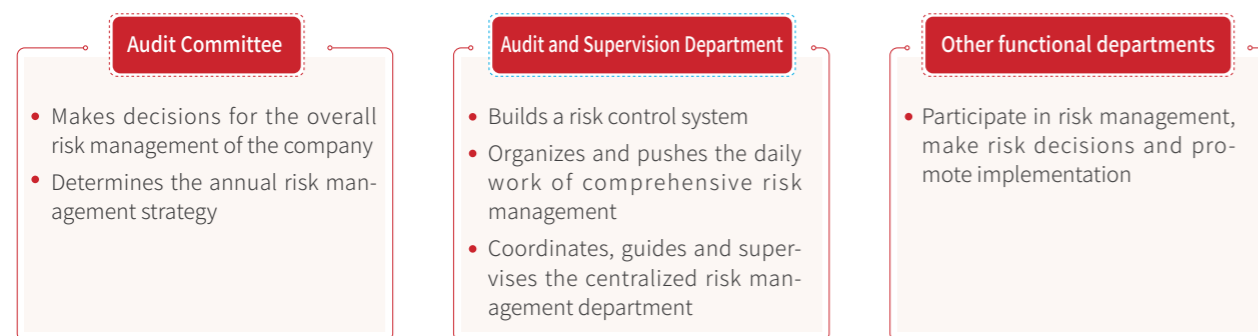 Audit Committee
• Makes decisions for the overall
risk management of the company
• Determines the annual risk man-
agement strategy
Audit and Supervision Department
• Builds a risk control system
• Organizes and pushes the daily
work of comprehensive risk
management
• Coordinates, guides and super-
vises the centralized risk man-
agement department
Other functional departments
• Participate in risk management,
make risk decisions and pro-
mote implementation